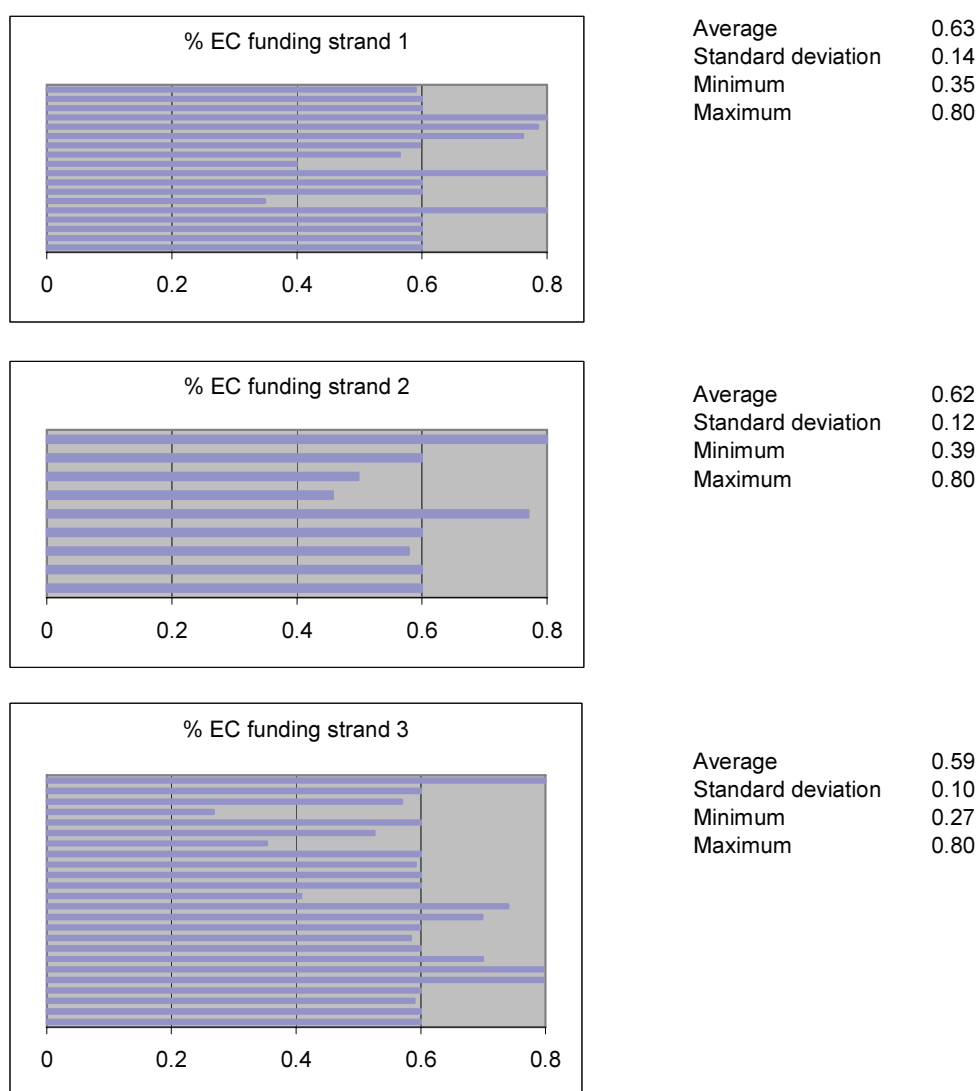 % EC funding strand 1
0 0.2 0.4 0.6 0.8
Average 0.63
Standard deviation 0.14
Minimum 0.35
Maximum 0.80
% EC funding strand 2
0 0.2 0.4 0.6 0.8
Average 0.62
Standard deviation 0.12
Minimum 0.39
Maximum 0.80
% EC funding strand 3
0 0.2 0.4 0.6 0.8
Average 0.59
Standard deviation 0.10
Minimum 0.27
Maximum 0.80